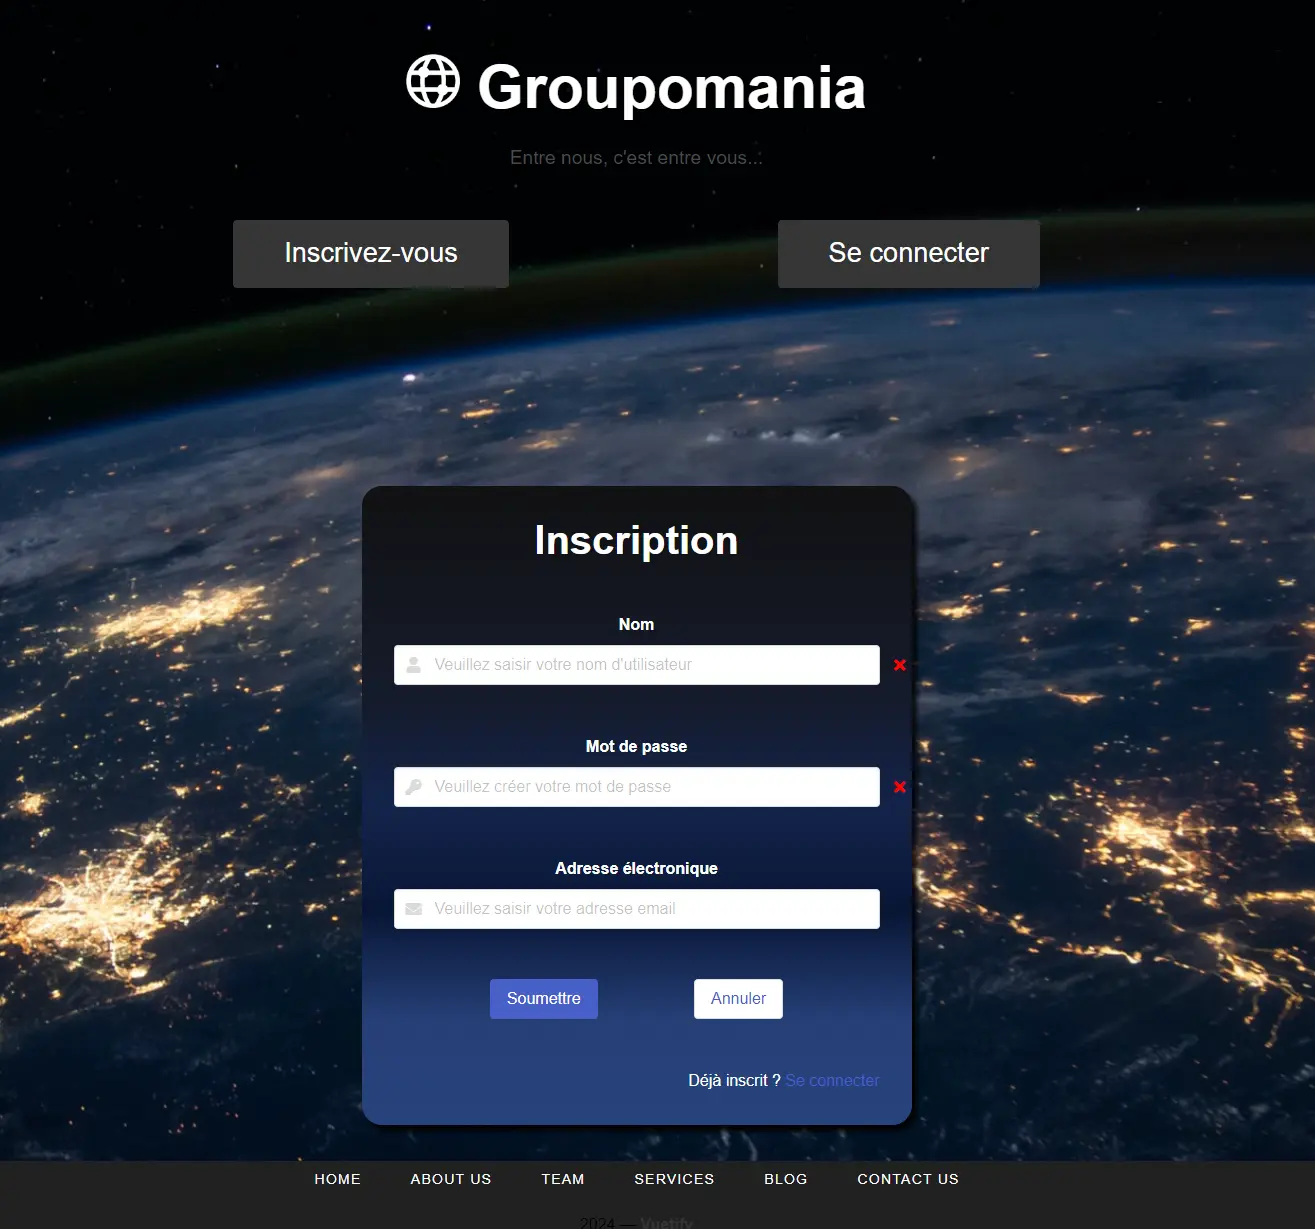 Groupomania
Entre nous, c'est entre vous...
Inscrivez-vous
Se connecter
Inscription
Nom
Veuillez saisir votre nom d'utilisateur
Mot de passe
Veuillez créer votre mot de passe
Adresse électronique
Veuillez saisir votre adresse email
Soumettre
Annuler
Déjà inscrit ? Se connecter
HOME ABOUT US TEAM SERVICES BLOG CONTACT US
2024 — Vuetify